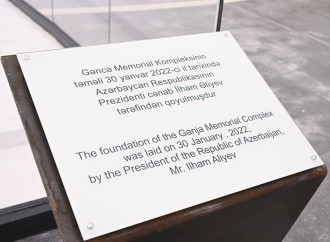 Gəncə Memorial Kompleksinin
təməli 30 yanvar 2022-ci il tarixində
Azərbaycan Respublikasının
Prezidenti cənab İlham Əliyev
tərəfindən qoyulmuşdur
The foundation of the Ganja Memorial Complex
was laid on 30 January , 2022,
by the President of the Republic of Azerbaijan,
Mr. Ilham Aliyev